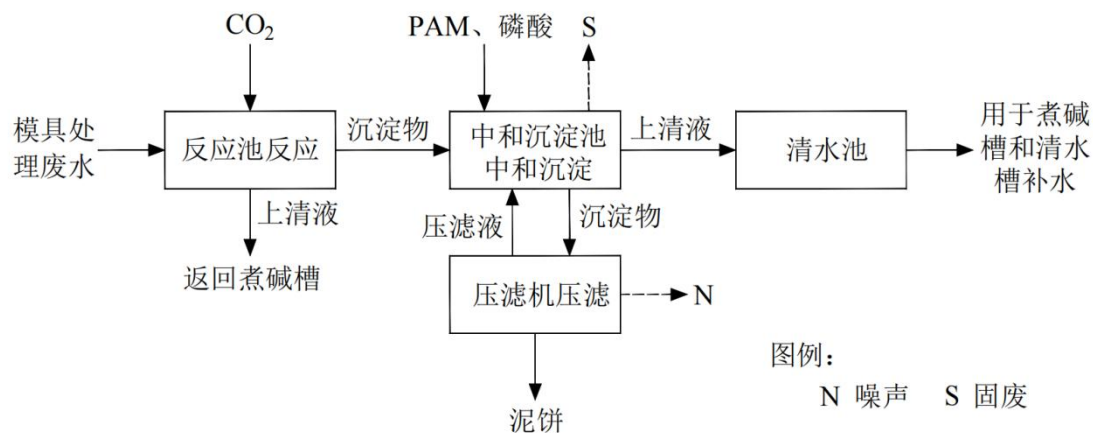 CO₂
PAM、磷酸
S
模具处
理废水
反应池反应
沉淀物
中和沉淀池
中和沉淀
上清液
清水池
用于煮碱
槽和清水
槽补水
上清液
返回煮碱槽
压滤液
沉淀物
压滤机压滤
N
泥饼
图例：
N 噪声 S 固废